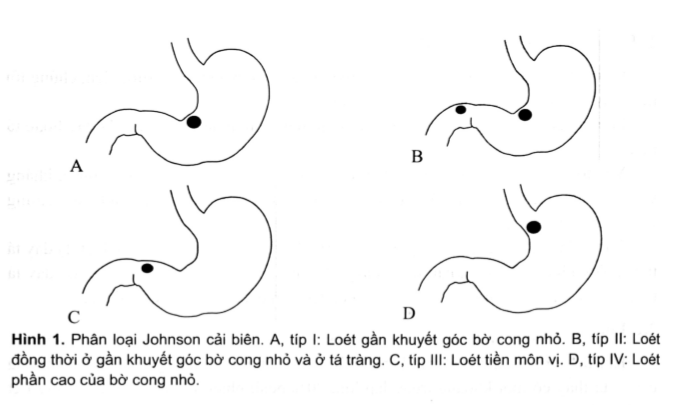 A
B
C
D
Hình 1. Phân loại Johnson cải biên. A, típ I: Loét gần khuyết góc bờ cong nhỏ. B, típ II: Loét
đồng thời ở gần khuyết góc bờ cong nhỏ và ở tá tràng. C, típ III: Loét tiền môn vị. D, típ IV: Loét
phần cao của bờ cong nhỏ.